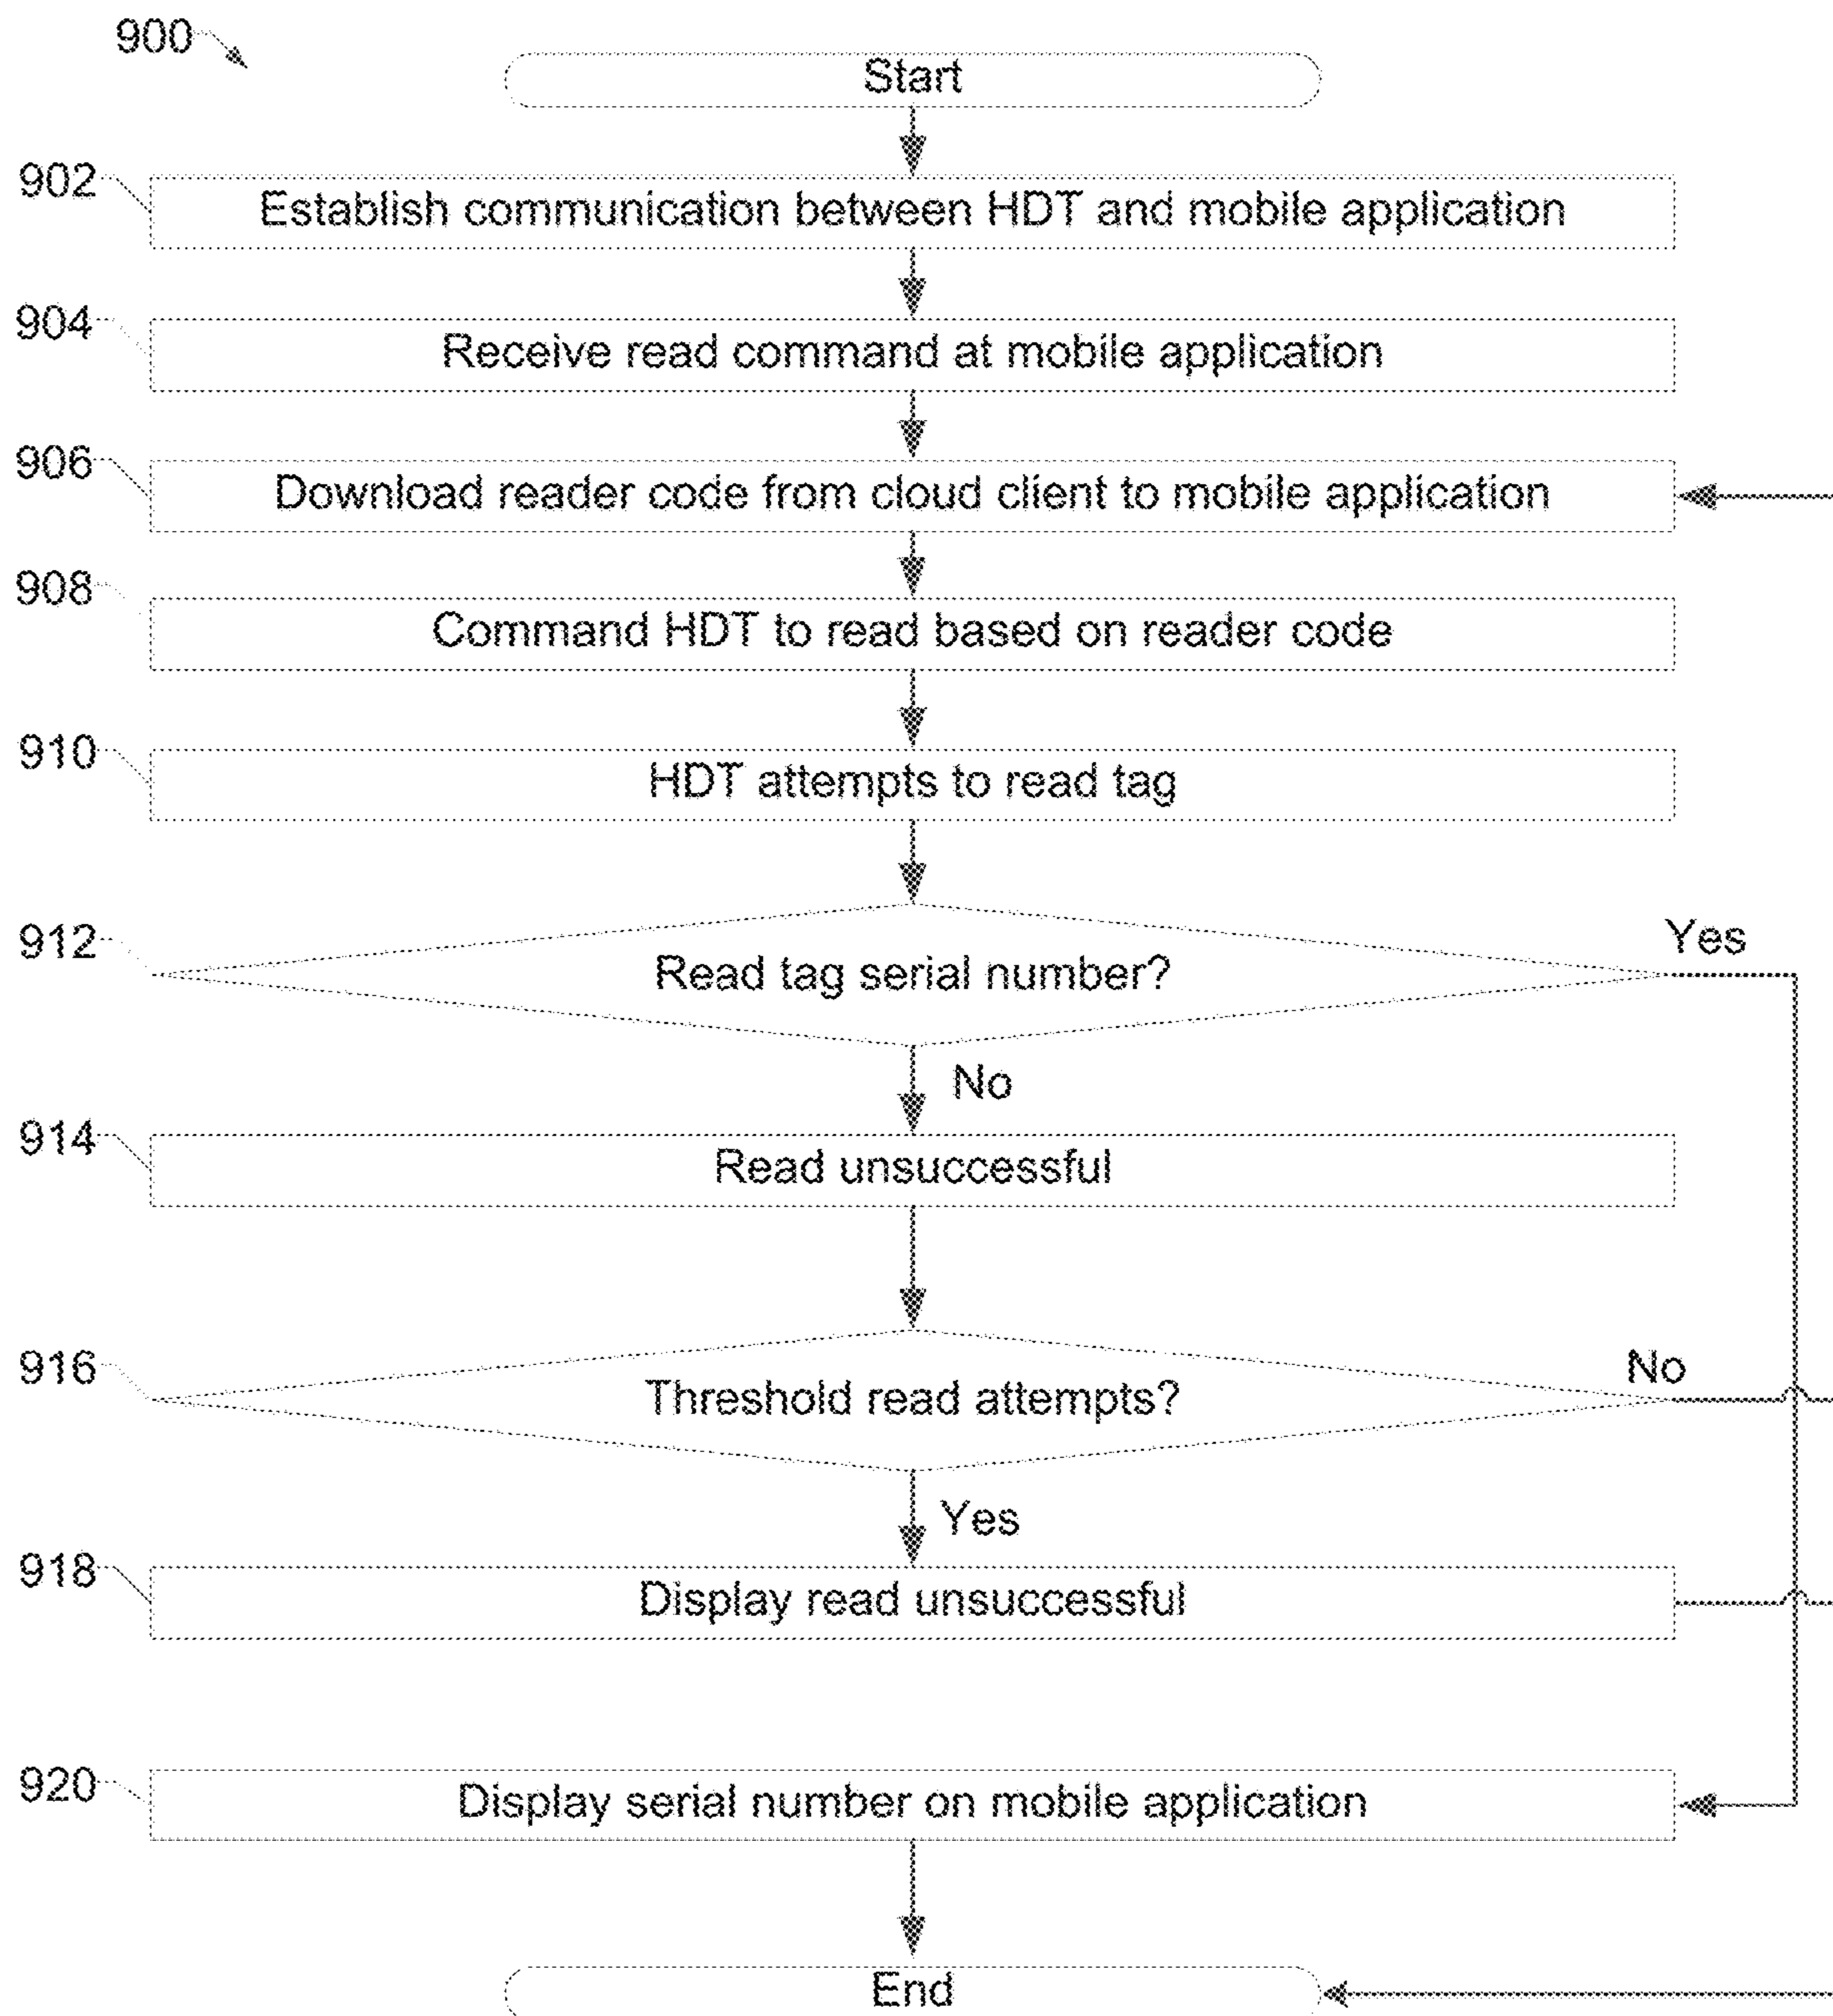 900
Start
902
Establish communication between HDT and mobile application
904
Receive read command at mobile application
906
Download reader code from cloud client to mobile application
908
Command HDT to read based on reader code
910
HDT attempts to read tag
912
Read tag serial number?
Yes
No
914
Read unsuccessful
916
Threshold read attempts?
No
Yes
918
Display read unsuccessful
920
Display serial number on mobile application
End